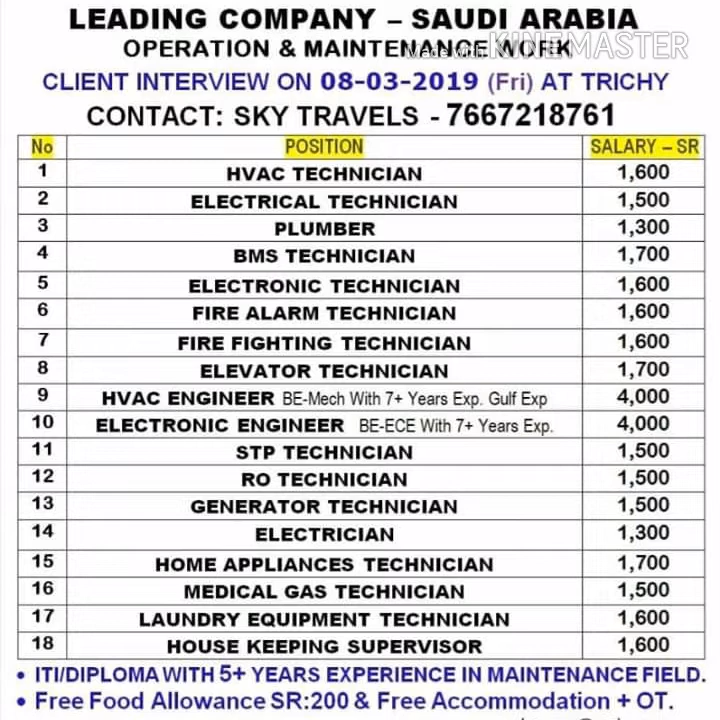 LEADING COMPANY – SAUDI ARABIA
OPERATION & MAINTENANCE WORK
Made with KINEMASTER
CLIENT INTERVIEW ON 08-03-2019 (Fri) AT TRICHY
CONTACT: SKY TRAVELS - 7667218761
No POSITION SALARY – SR
1 HVAC TECHNICIAN 1,600
2 ELECTRICAL TECHNICIAN 1,500
3 PLUMBER 1,300
4 BMS TECHNICIAN 1,700
5 ELECTRONIC TECHNICIAN 1,600
6 FIRE ALARM TECHNICIAN 1,600
7 FIRE FIGHTING TECHNICIAN 1,600
8 ELEVATOR TECHNICIAN 1,700
9 HVAC ENGINEER BE-Mech With 7+ Years Exp. Gulf Exp 4,000
10 ELECTRONIC ENGINEER BE-ECE With 7+ Years Exp. 4,000
11 STP TECHNICIAN 1,500
12 RO TECHNICIAN 1,500
13 GENERATOR TECHNICIAN 1,500
14 ELECTRICIAN 1,300
15 HOME APPLIANCES TECHNICIAN 1,700
16 MEDICAL GAS TECHNICIAN 1,500
17 LAUNDRY EQUIPMENT TECHNICIAN 1,600
18 HOUSE KEEPING SUPERVISOR 1,600
• ITI/DIPLOMA WITH 5+ YEARS EXPERIENCE IN MAINTENANCE FIELD.
• Free Food Allowance SR:200 & Free Accommodation + OT.